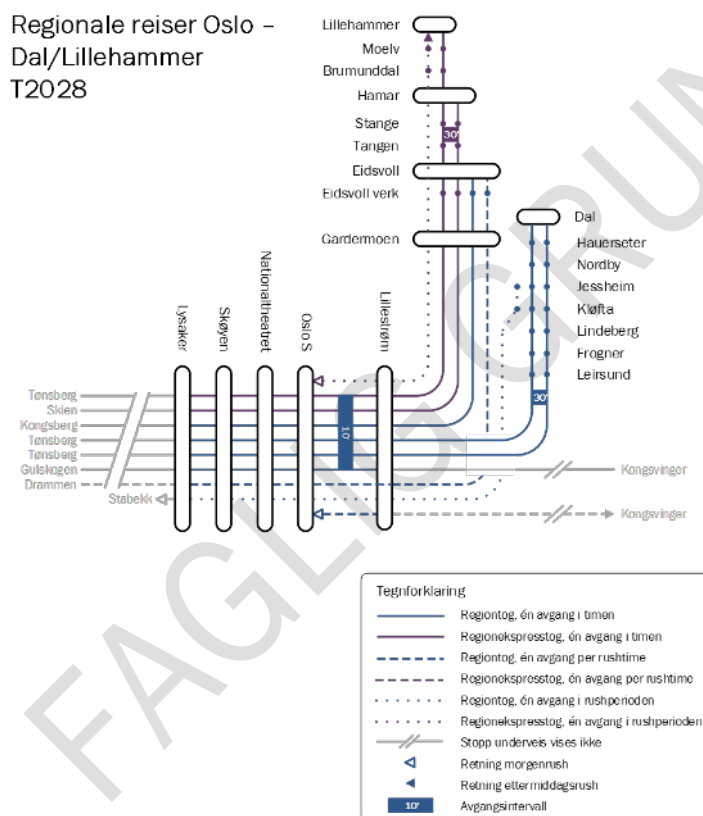 Regionale reiser Oslo –
Dal/Lillehammer
T2028
Lillehammer
Moelv
Brumunddal
Hamar
Stange
30'
Tangen
Eidsvoll
Eidsvoll verk
Gardermoen
Dal
Hauerseter
Nordby
Jessheim
Kløfta
Lindeberg
Frogner
Leirsund
30'
Lysaker
Skøyen
Nationaltheatret
Oslo S
Lillestrøm
10'
Tønsberg
Skien
Kongsberg
Tønsberg
Tønsberg
Gulskogen
Drammen
Stabekk
Kongsvinger
Kongsvinger
Tegnforklaring
Regiontog, én avgang i timen
Regionekspresstog, én avgang i timen
Regiontog, én avgang per rushtime
Regionekspresstog, én avgang per rushtime
Regiontog, én avgang i rushperioden
Regionekspresstog, én avgang i rushperioden
Stopp underveis vises ikke
Retning morgenrush
Retning ettermiddagsrush
10' Avgangsintervall
FAGLIG GRUN